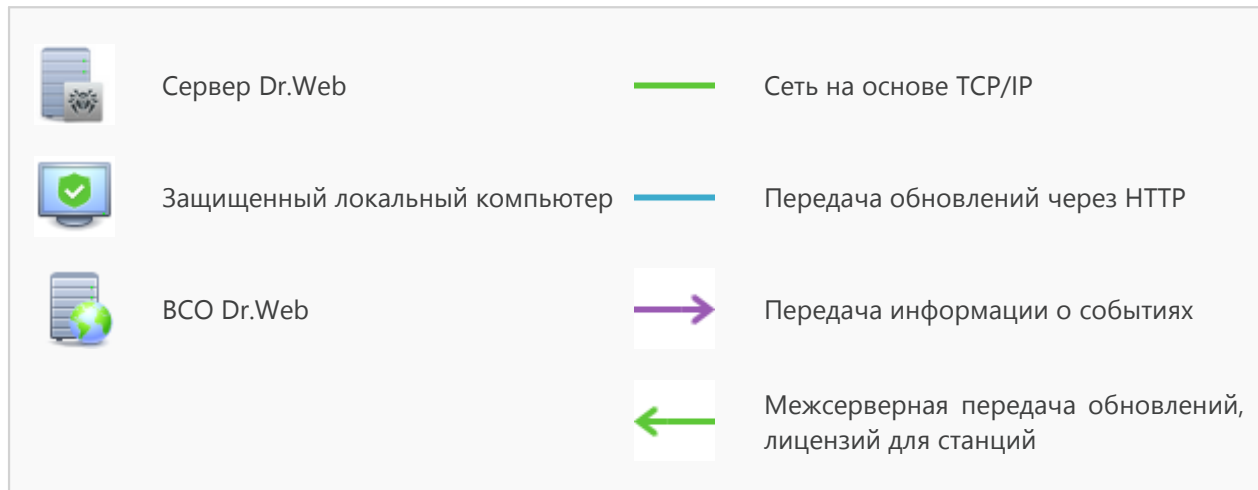 Сервер Dr.Web
Сеть на основе TCP/IP
Защищенный локальный компьютер
Передача обновлений через HTTP
ВСО Dr.Web
Передача информации о событиях
Межсерверная передача обновлений,
лицензий для станций